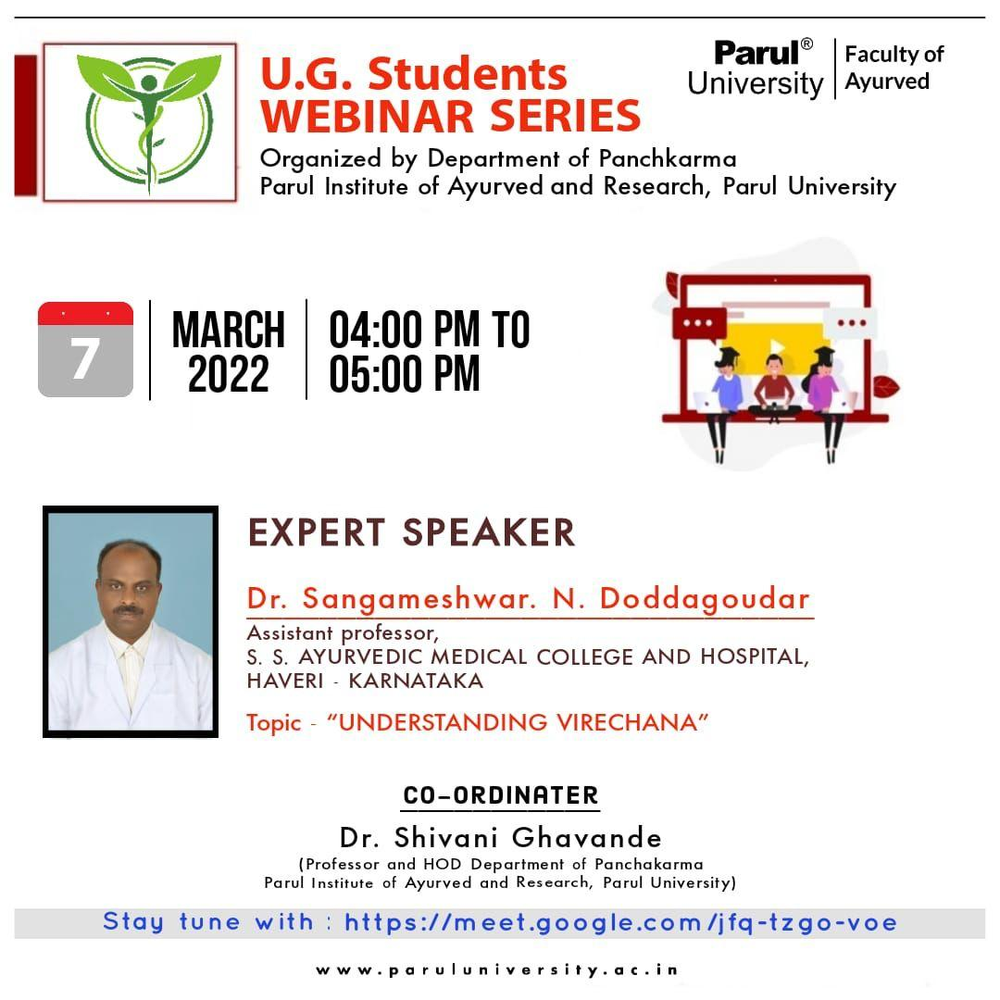 U.G. Students
WEBINAR SERIES
Organized by Department of Panchkarma
Parul Institute of Ayurved and Research, Parul University
Parul®
University
Faculty of
Ayurved
7
MARCH
2022
04:00 PM TO
05:00 PM
EXPERT SPEAKER
Dr. Sangameshwar. N. Doddagoudar
Assistant professor,
S. S. AYURVEDIC MEDICAL COLLEGE AND HOSPITAL,
HAVERI - KARNATAKA
Topic - “UNDERSTANDING VIRECHANA”
CO-ORDINATER
Dr. Shivani Ghavande
(Professor and HOD Department of Panchakarma
Parul Institute of Ayurved and Research, Parul University)
Stay tune with : https://meet.google.com/jfq-tzgo-voe
www.paruluniversity.ac.in